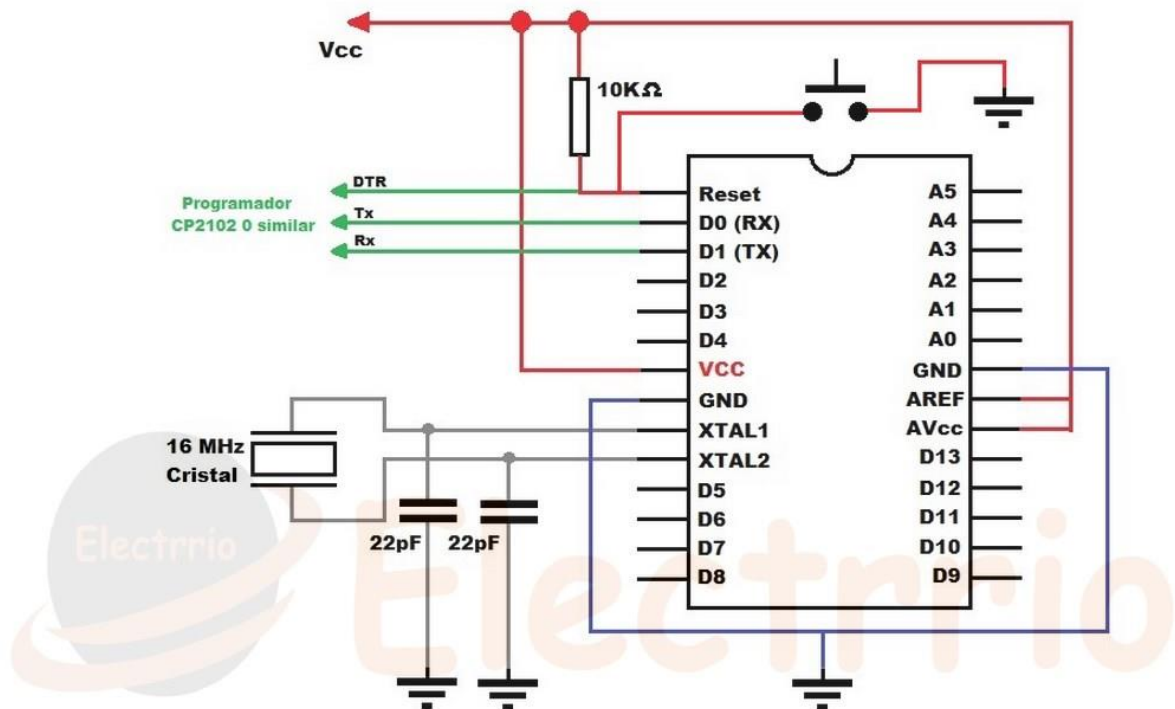 Vcc
10KΩ
DTR
Tx
Rx
Programador
CP2102 0 similar
Reset
D0 (RX)
D1 (TX)
D2
D3
D4
VCC
GND
XTAL1
XTAL2
D5
D6
D7
D8
A5
A4
A3
A2
A1
A0
GND
AREF
AVcc
D13
D12
D11
D10
D9
16 MHz
Cristal
22pF
22pF
Electrrio
Electrrio